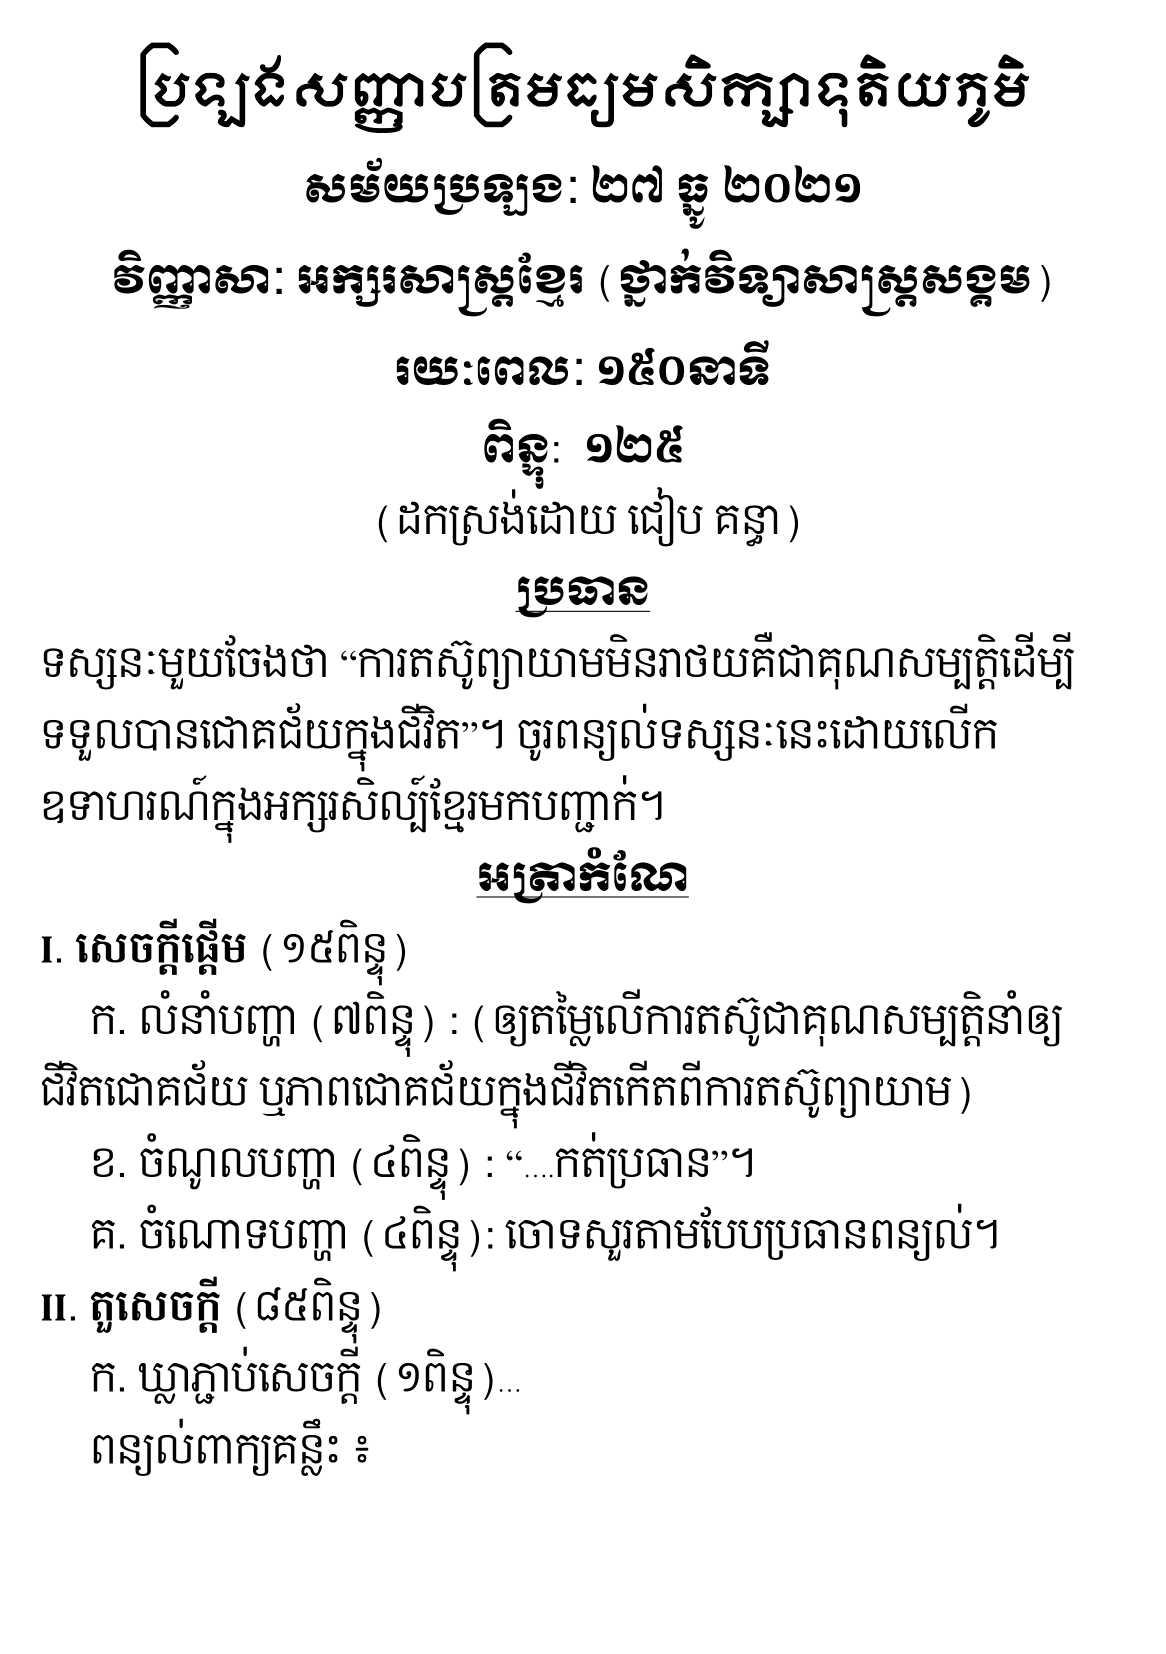 ប្រឡងសញ្ញាបត្រមធ្យមសិក្សាទុតិយភូមិ
សម័យប្រឡង: ២៧ ធ្នូ ២០២១
វិញ្ញាសា: អក្សរសាស្ត្រខ្មែរ (ថ្នាក់វិទ្យាសាស្ត្រសង្គម)
រយៈពេល: ១៥០នាទី
ពិន្ទុ: ១២៥
(ដកស្រង់ដោយ ជៀប គន្ធា)
ប្រធាន
ទស្សនៈមួយចែងថា “ការតស៊ូព្យាយាមមិនរាថយគឺជាគុណសម្បត្តិដើម្បី
ទទួលបានជោគជ័យក្នុងជីវិត”។ ចូរពន្យល់ទស្សនៈនេះដោយលើក
ឧទាហរណ៍ក្នុងអក្សរសិល្ប៍ខ្មែរមកបញ្ជាក់។
អត្រាកំណែ
I. សេចក្តីផ្តើម (១៥ពិន្ទុ)
ក. លំនាំបញ្ហា (៧ពិន្ទុ) : (ឲ្យតម្លៃលើការតស៊ូជាគុណសម្បត្តិនាំឲ្យ
ជីវិតជោគជ័យ ឬភាពជោគជ័យក្នុងជីវិតកើតពីការតស៊ូព្យាយាម)
ខ. ចំណូលបញ្ហា (៤ពិន្ទុ) : “....កត់ប្រធាន”។
គ. ចំណោទបញ្ហា (៤ពិន្ទុ): ចោទសួរតាមបែបប្រធានពន្យល់។
II. តួសេចក្តី (៨៥ពិន្ទុ)
ក. ឃ្លាភ្ជាប់សេចក្តី (១ពិន្ទុ)...
ពន្យល់ពាក្យគន្លឹះ ៖